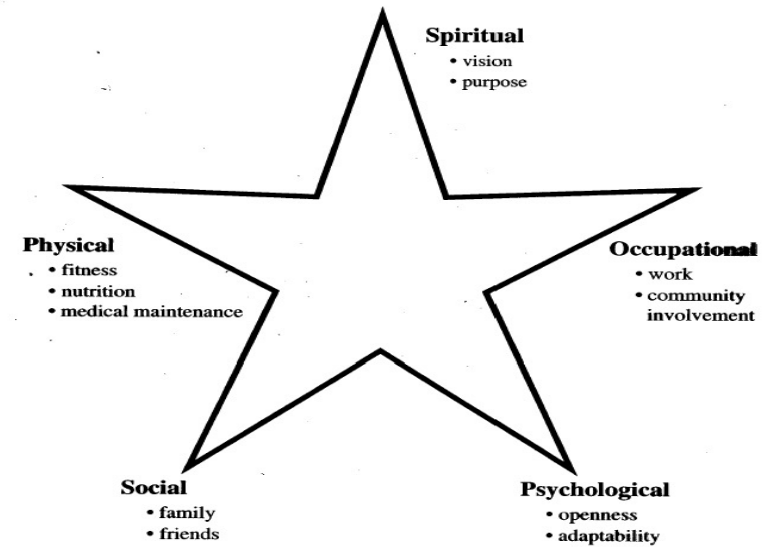 Spiritual
• vision
• purpose
Physical
• fitness
• nutrition
• medical maintenance
Occupational
• work
• community
involvement
Social
• family
• friends
Psychological
• openness
• adaptability